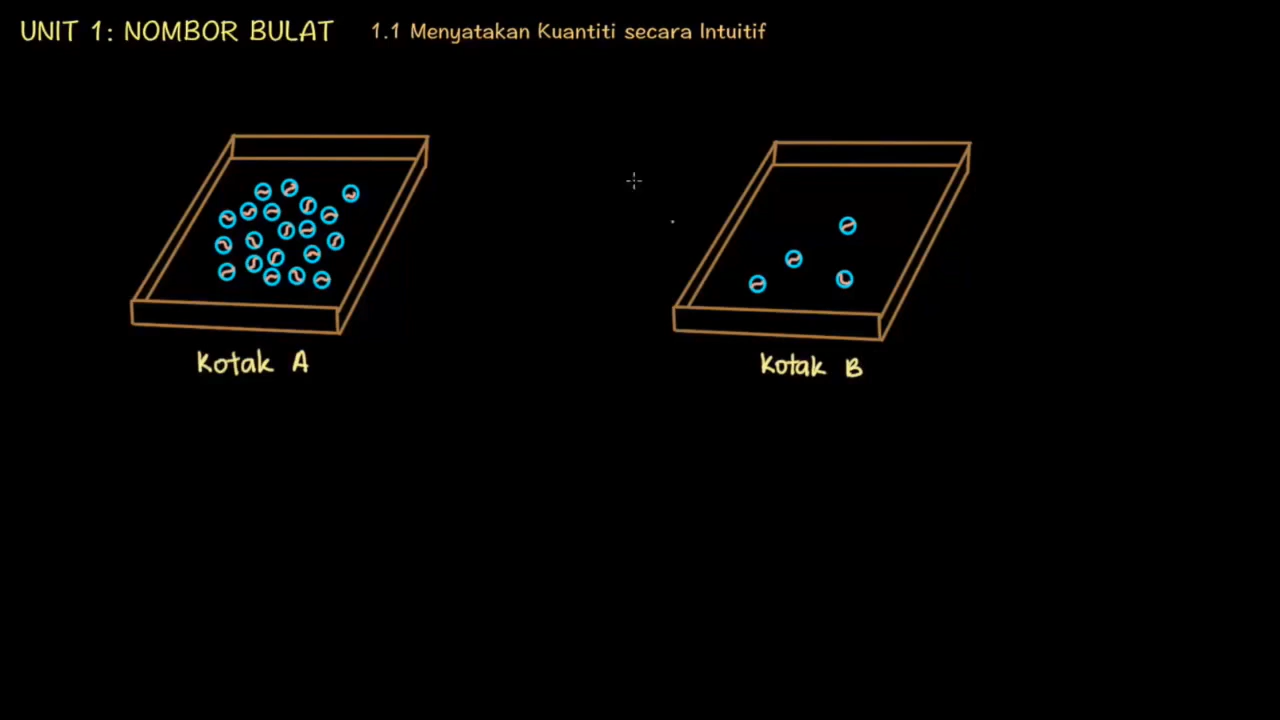 UNIT 1: NOMBOR BULAT 1.1 Menyatakan Kuantiti secara Intuitif
Kotak A
Kotak B